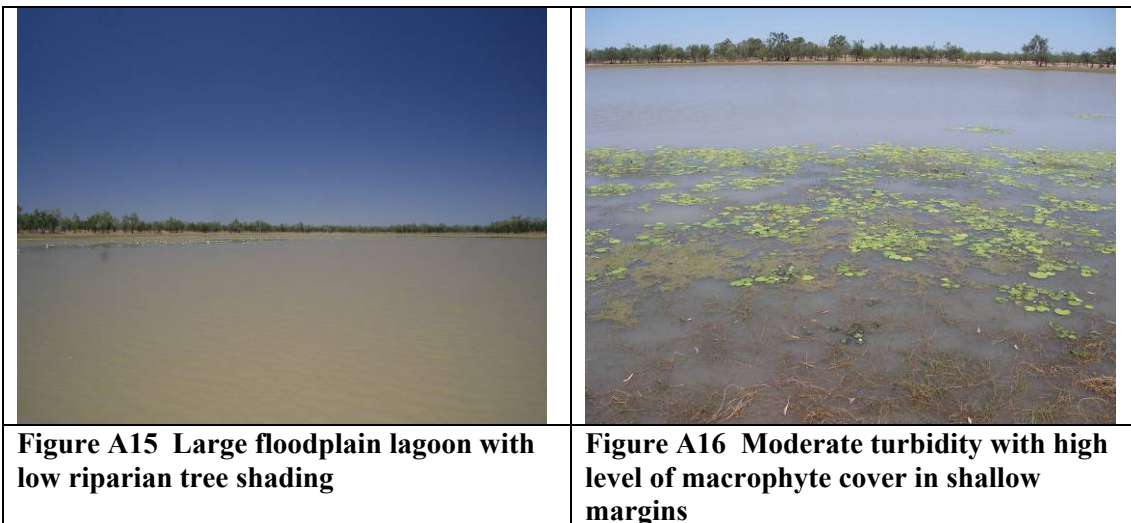 Figure A15 Large floodplain lagoon with
low riparian tree shading
Figure A16 Moderate turbidity with high
level of macrophyte cover in shallow
margins